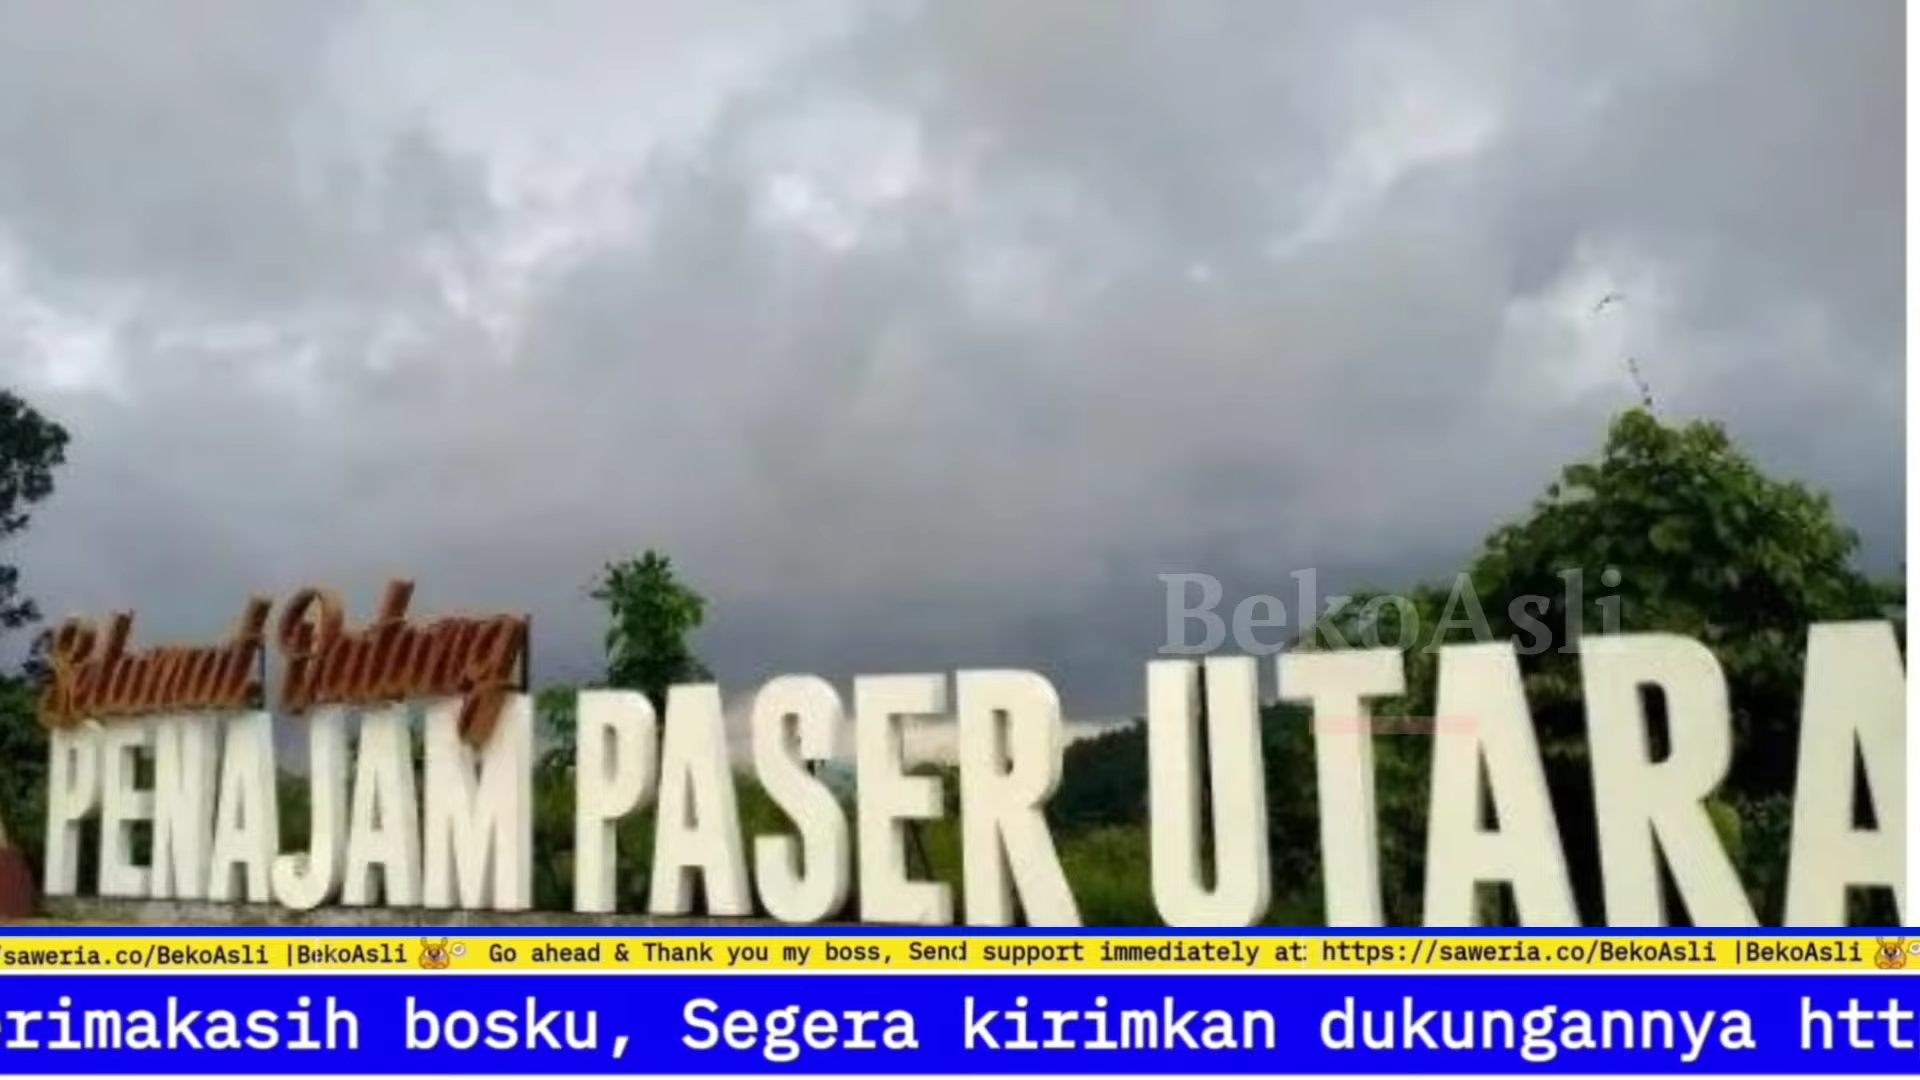 BekoAsli
Selamat Datang
PENAJAM PASER UTARA
/saweria.co/BekoAsli |BekoAsli Go ahead & Thank you my boss, Send support immediately at: https://saweria.co/BekoAsli |BekoAsli
rimakasih bosku, Segera kirimkan dukungannya htt